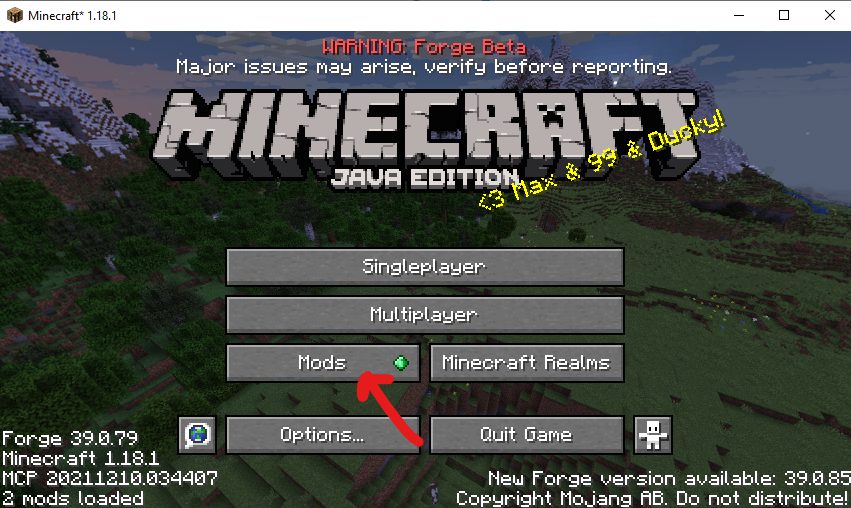 Minecraft* 1.18.1
WARNING: Forge Beta
Major issues may arise, verify before reporting.
MINECRAFT
JAVA EDITION
<3 Max & 99 & Ducky!
Singleplayer
Multiplayer
Mods
Minecraft Realms
Options...
Quit Game
Forge 39.0.79
Minecraft 1.18.1
MCP 20211210.034407
2 mods loaded
New Forge version available: 39.0.85
Copyright Mojang AB. Do not distribute!